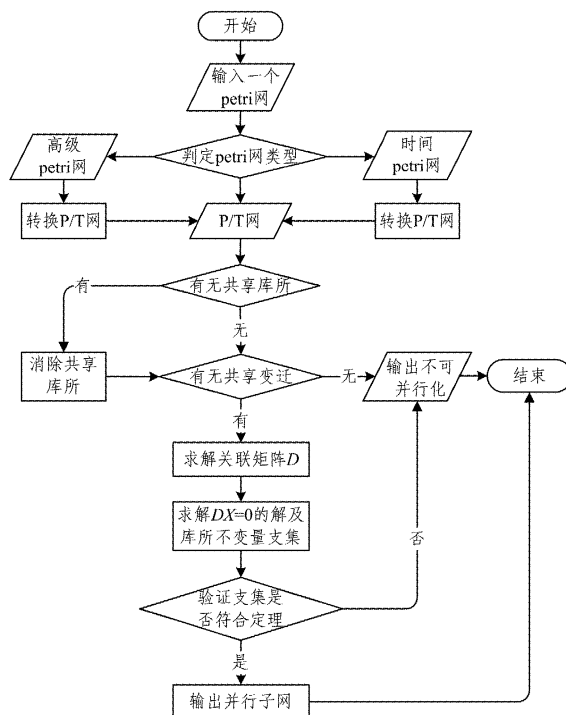 开始
输入一个
petri网
高级
petri网
判定petri网类型
时间
petri网
转换P/T网
P/T网
转换P/T网
有
有无共享库所
无
消除共享
库所
有无共享变迁
无
输出不可
并行化
结束
有
求解关联矩阵D
求解DX=0的解及
库所不变量支集
否
验证支集是
否符合定理
是
输出并行子网